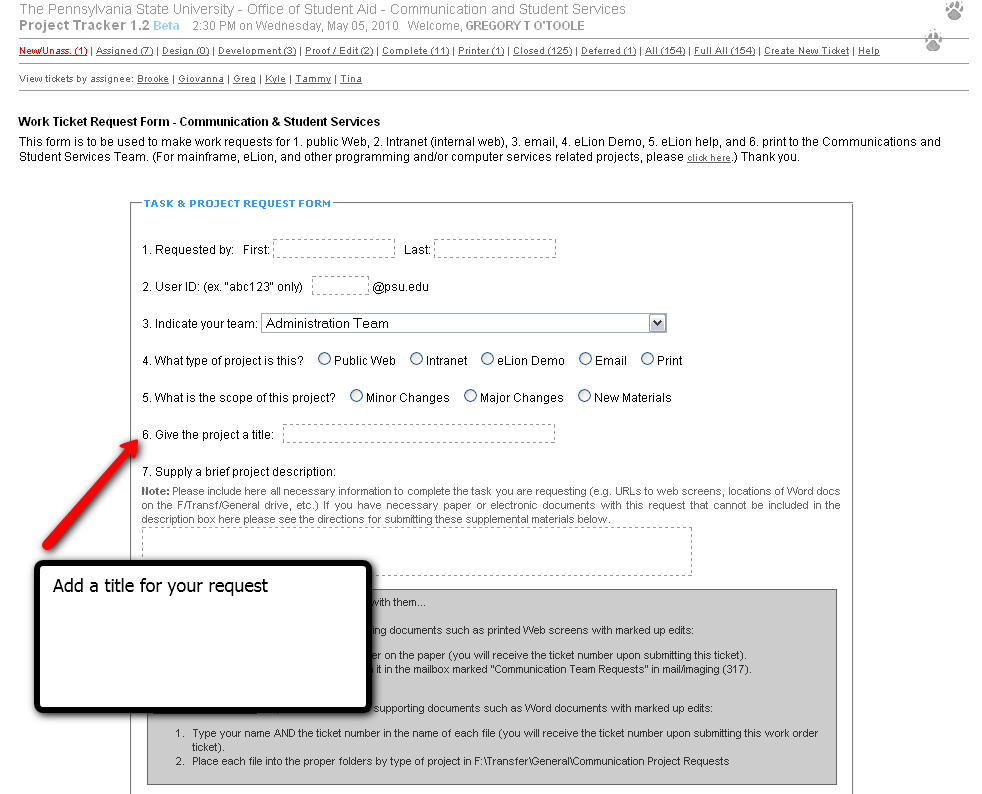 The Pennsylvania State University - Office of Student Aid - Communication and Student Services
Project Tracker 1.2 Beta 2:30 PM on Wednesday, May 05, 2010 Welcome, GREGORY T O'TOOLE
New/Unass. (1) | Assigned (7) | Design (0) | Development (3) | Proof / Edit (2) | Complete (11) | Printer (1) | Closed (125) | Deferred (1) | All (154) | Full All (154) | Create New Ticket | Help
View tickets by assignee: Brooke | Giovanna | Greg | Kyle | Tammy | Tina
Work Ticket Request Form - Communication & Student Services
This form is to be used to make work requests for 1. public Web, 2. Intranet (internal web), 3. email, 4. eLion Demo, 5. eLion help, and 6. print to the Communications and
Student Services Team. (For mainframe, eLion, and other programming and/or computer services related projects, please click here.) Thank you.
TASK & PROJECT REQUEST FORM
1. Requested by: First: Last:
2. User ID: (ex. "abc123" only) @psu.edu
3. Indicate your team: Administration Team
4. What type of project is this? Public Web Intranet eLion Demo Email Print
5. What is the scope of this project? Minor Changes Major Changes New Materials
6. Give the project a title:
7. Supply a brief project description:
Note: Please include here all necessary information to complete the task you are requesting (e.g. URLs to web screens, locations of Word docs
on the F/Transf/General drive, etc.) If you have necessary paper or electronic documents with this request that cannot be included in the
description box here please see the directions for submitting these supplemental materials below.
Add a title for your request
with them...
documents such as printed Web screens with marked up edits:
on the paper (you will receive the ticket number upon submitting this ticket).
it in the mailbox marked "Communication Team Requests" in mail/imaging (317).
supporting documents such as Word documents with marked up edits:
1. Type your name AND the ticket number in the name of each file (you will receive the ticket number upon submitting this work order
ticket).
2. Place each file into the proper folders by type of project in F:\Transfer\General\Communication Project Requests